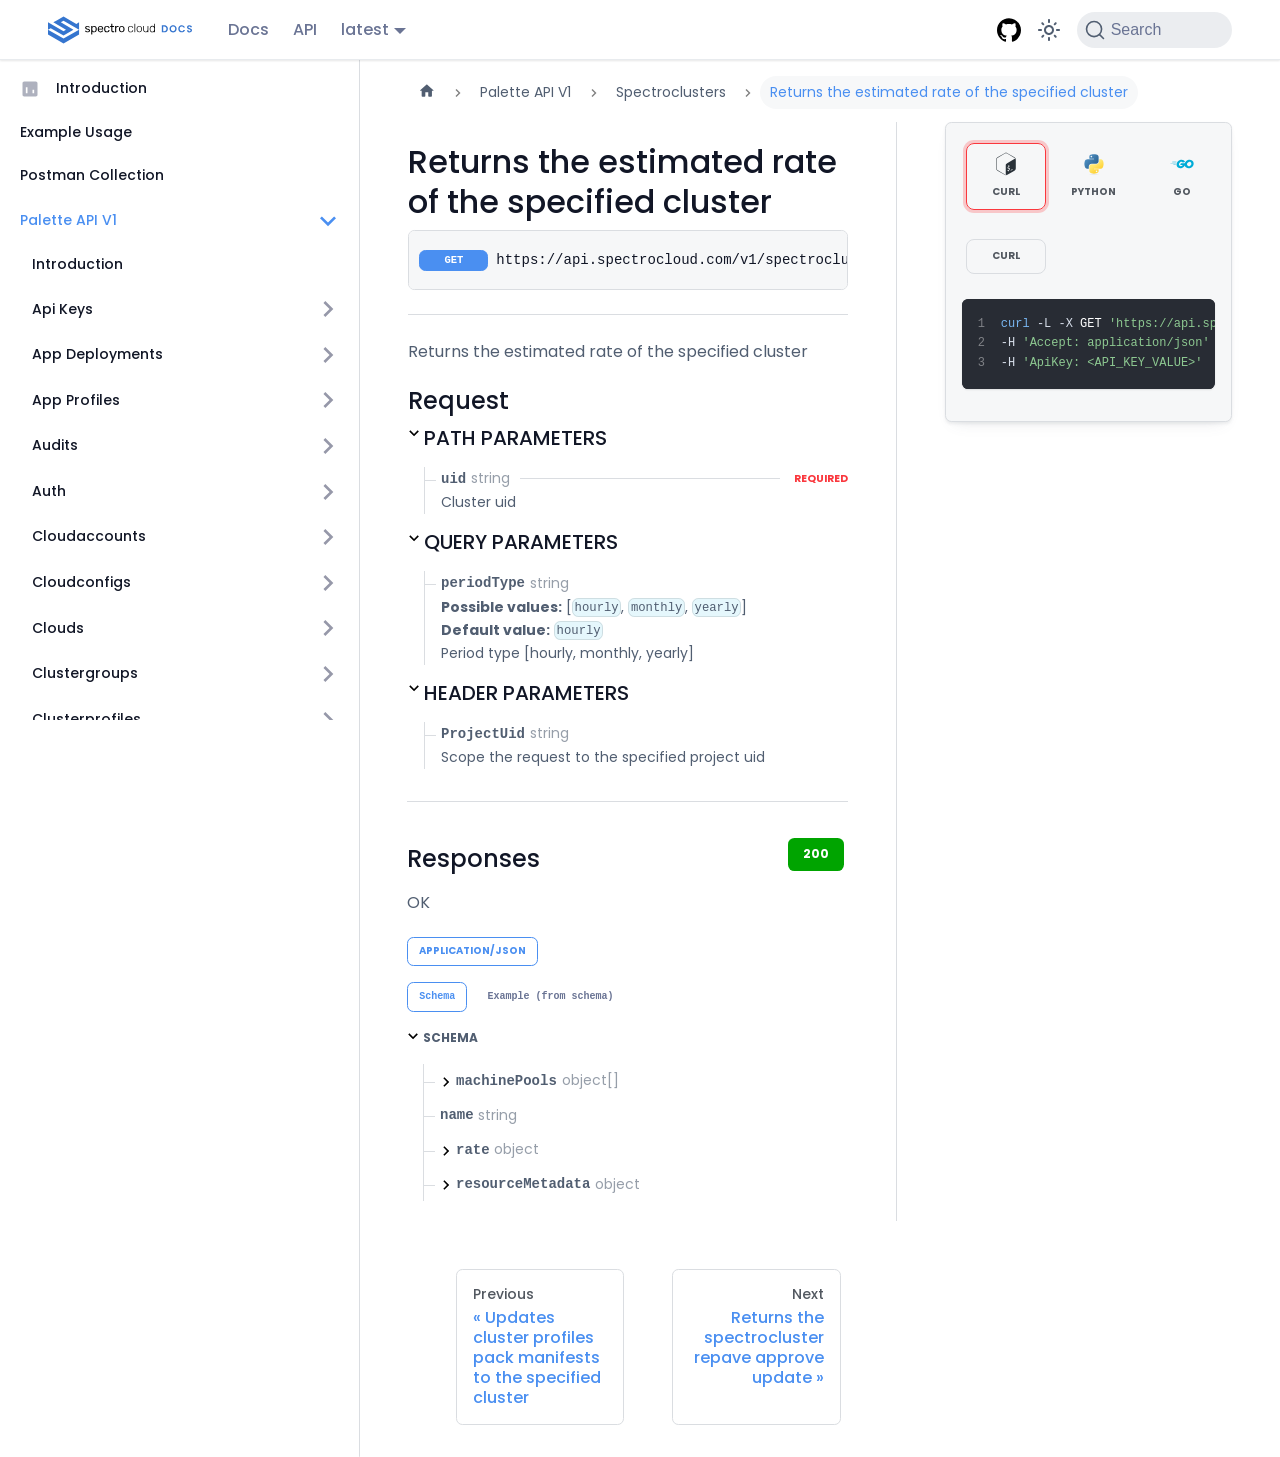 spectro cloud DOCS
Docs
API
latest
Search
Introduction
Example Usage
Postman Collection
Palette API V1
Introduction
Api Keys
App Deployments
App Profiles
Audits
Auth
Cloudaccounts
Cloudconfigs
Clouds
Clustergroups
Clusterprofiles
Palette API V1
Spectroclusters
Returns the estimated rate of the specified cluster
Returns the estimated rate
of the specified cluster
GET https://api.spectrocloud.com/v1/spectroclu
Returns the estimated rate of the specified cluster
Request
PATH PARAMETERS
uid string REQUIRED
Cluster uid
QUERY PARAMETERS
periodType string
Possible values: [hourly, monthly, yearly]
Default value: hourly
Period type [hourly, monthly, yearly]
HEADER PARAMETERS
ProjectUid string
Scope the request to the specified project uid
Responses
200
OK
APPLICATION/JSON
Schema
Example (from schema)
SCHEMA
machinePools object[]
name string
rate object
resourceMetadata object
CURL
PYTHON
GO
CURL
1 curl -L -X GET 'https://api.sp
2 -H 'Accept: application/json'
3 -H 'ApiKey: <API_KEY_VALUE>'
Previous
« Updates
cluster profiles
pack manifests
to the specified
cluster
Next
Returns the
spectrocluster
repave approve
update »